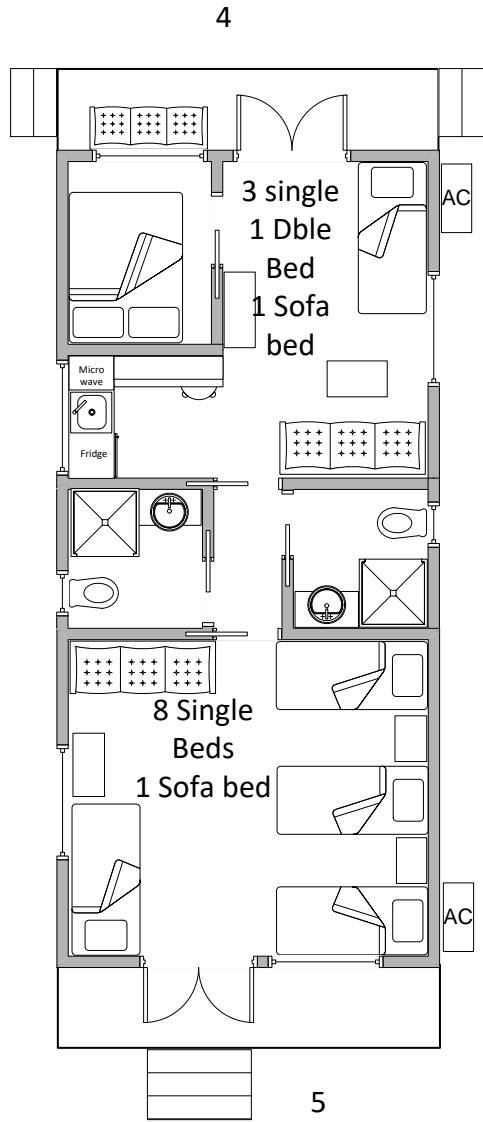 4
3 single
1 Dble
Bed
1 Sofa
bed
AC
Micro
wave
Fridge
8 Single
Beds
1 Sofa bed
AC
5